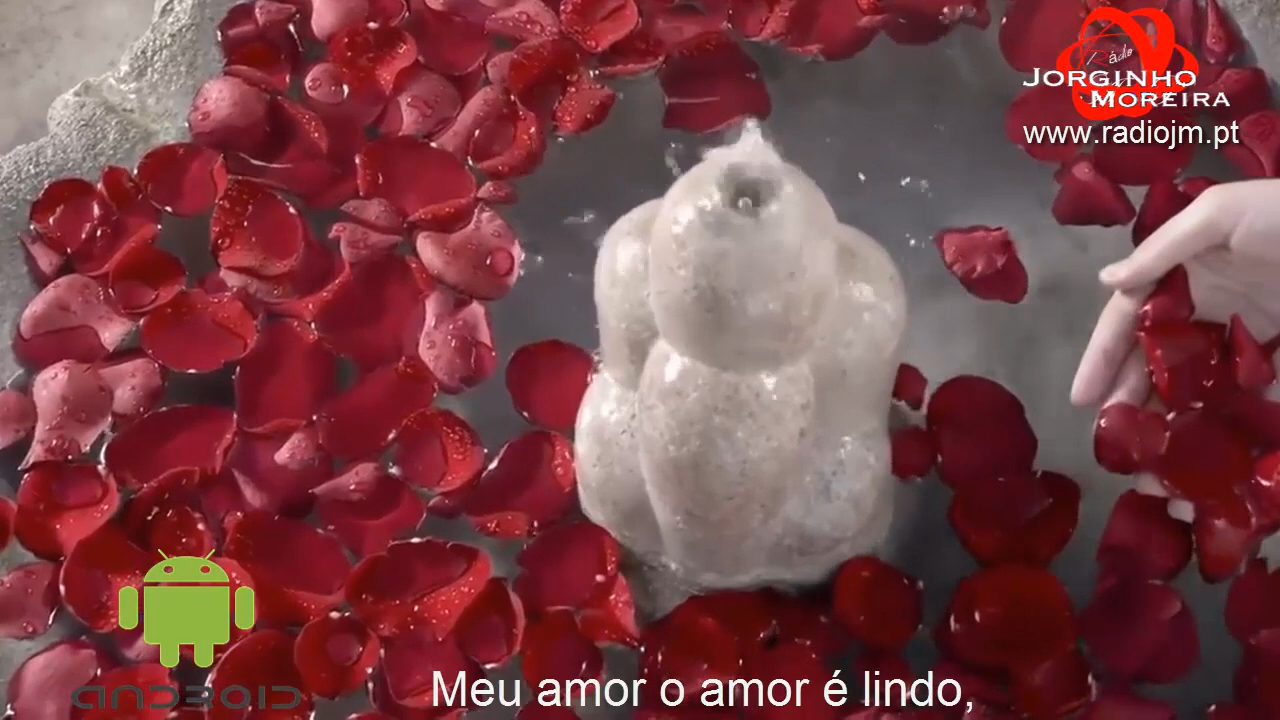 Rádio
JORGINHO
MOREIRA
www.radiojm.pt
ANDROID
Meu amor o amor é lindo,